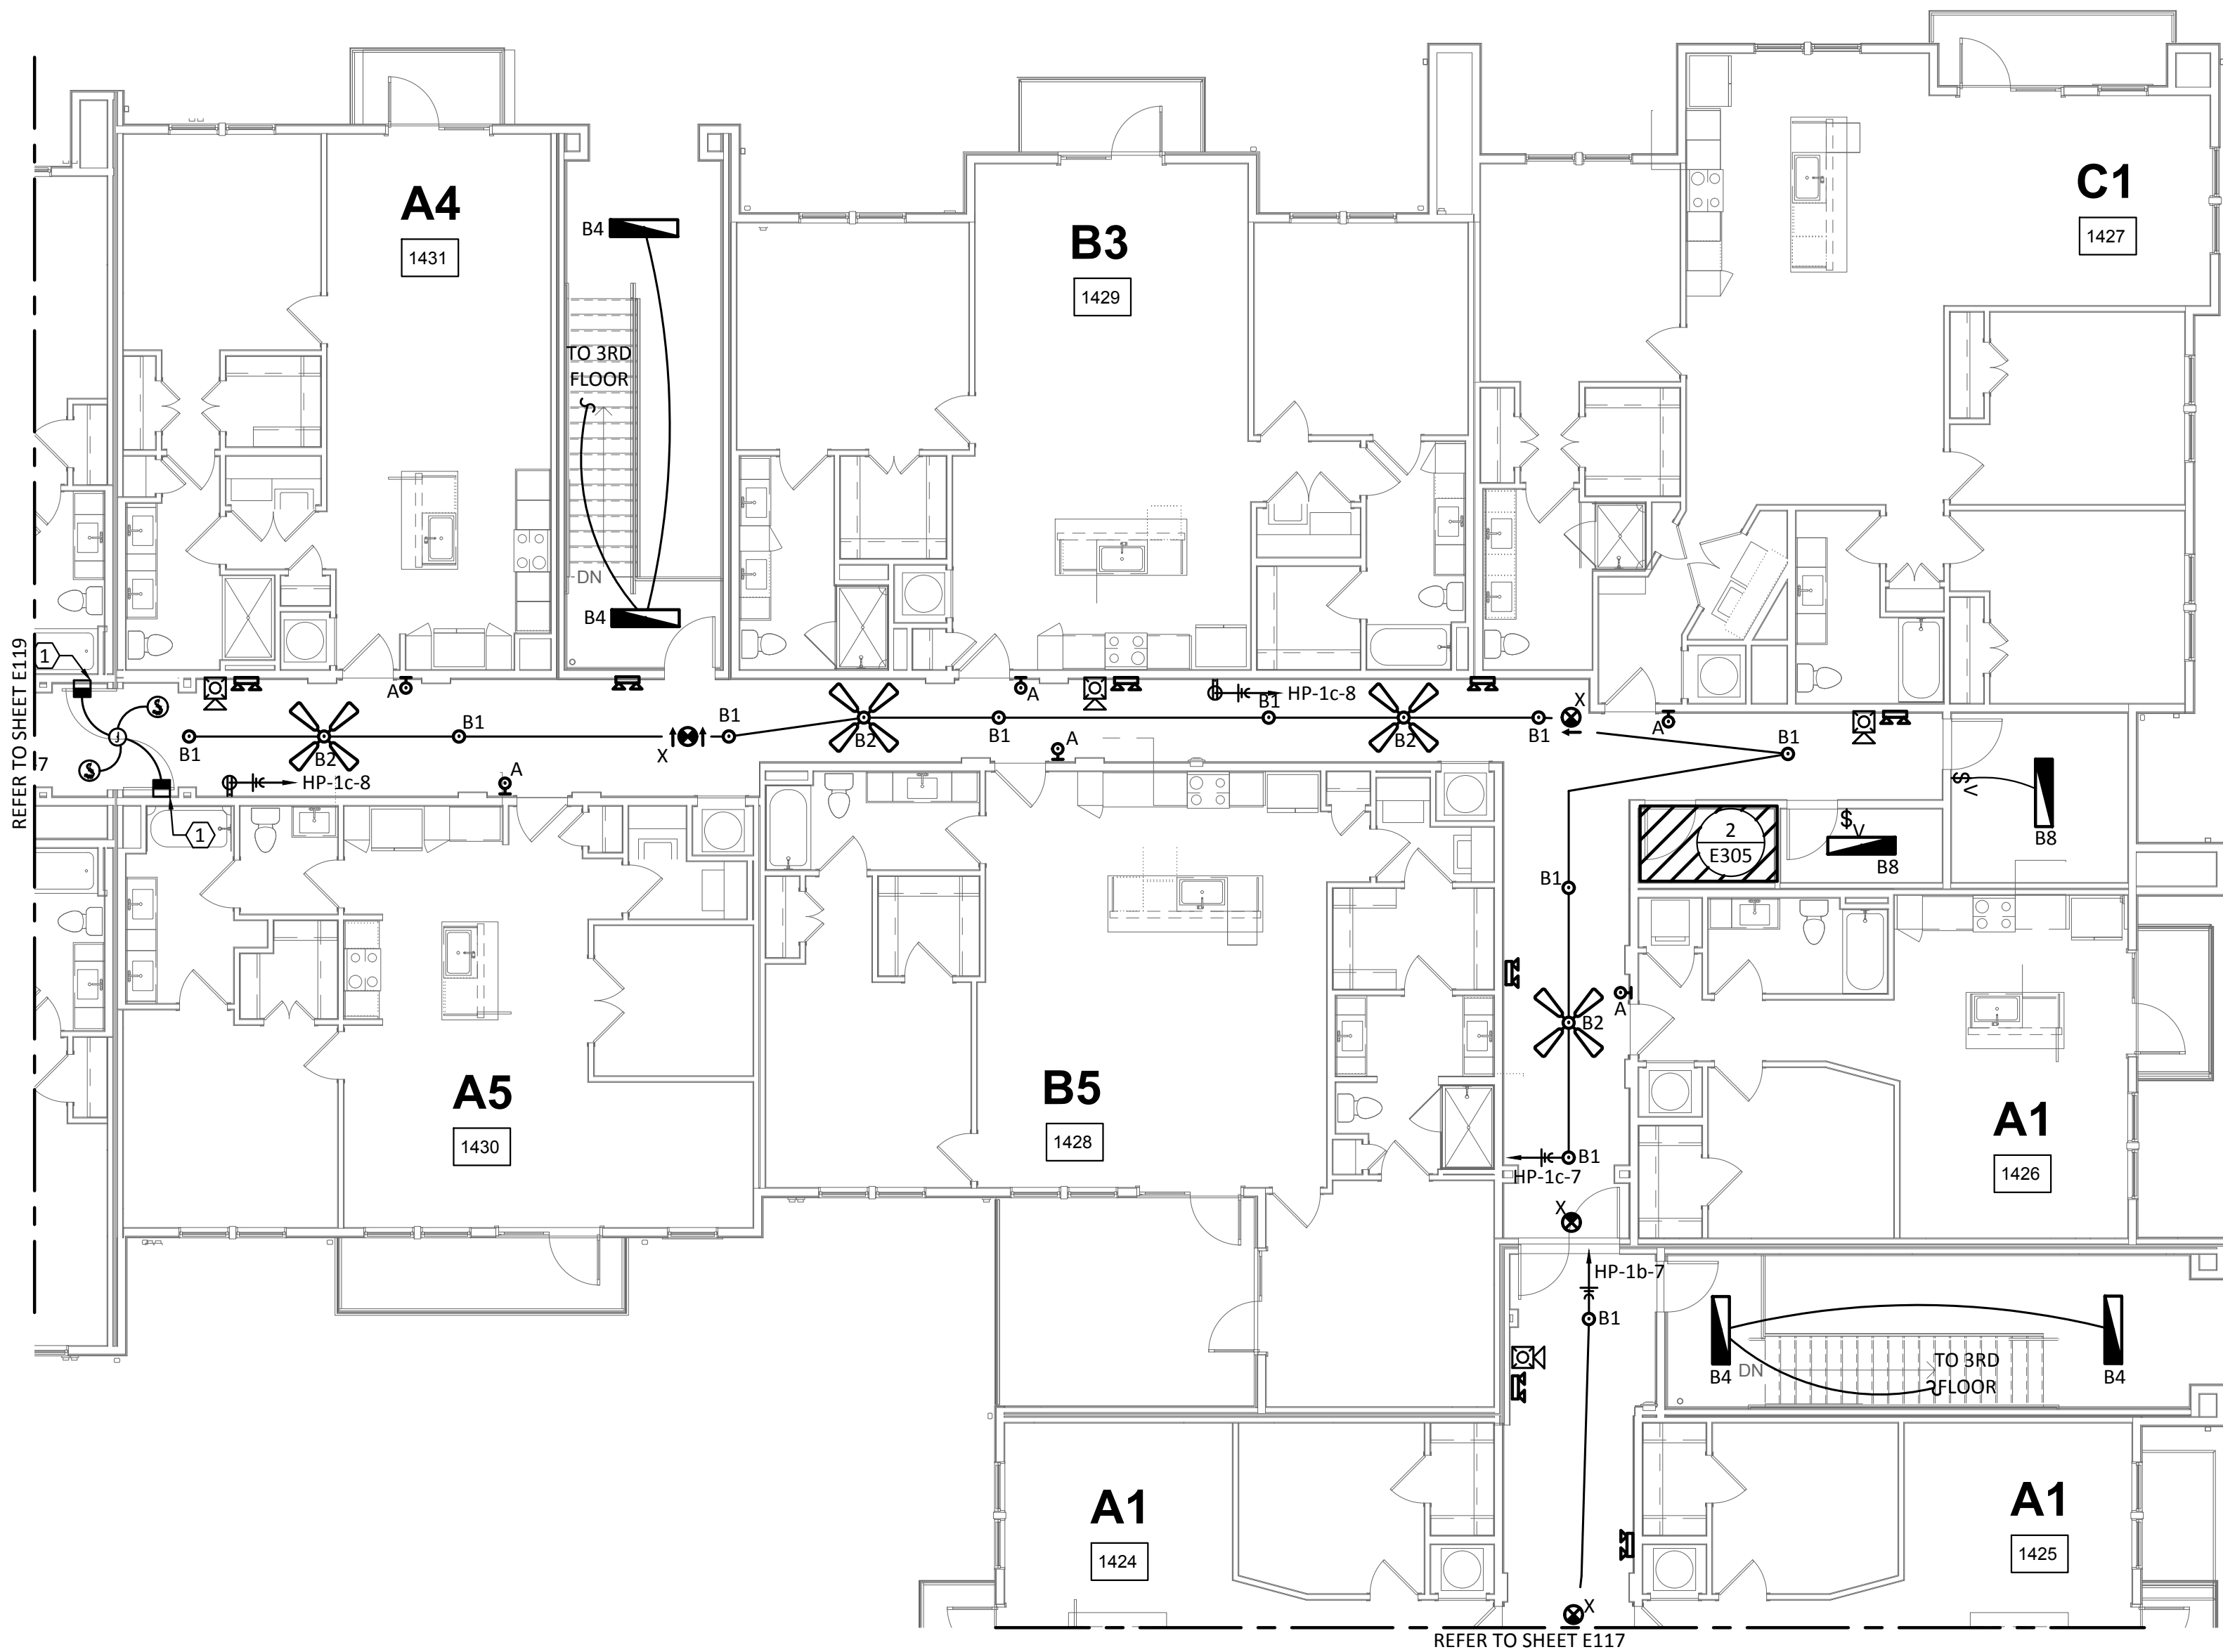 C1
1427
A4
1431
B4
B3
1429
TO 3RD
FLOOR
S
DN
B4
REFER TO SHEET E119
1
A
A
HP-1c-8
B1
X
A
$
B1
B1
X
B1
B2
B1
B2
B1
B1
B2
X
B1
A
A
J
$
17
HP-1c-8
1
$V
B8
$V
B8
2
E305
B1
A
B2
A5
1430
B5
1428
A1
1426
B1
HP-1c-7
X
HP-1b-7
B1
B4
DN
TO 3RD
FLOOR
S
B4
A1
1424
A1
1425
X
REFER TO SHEET E117